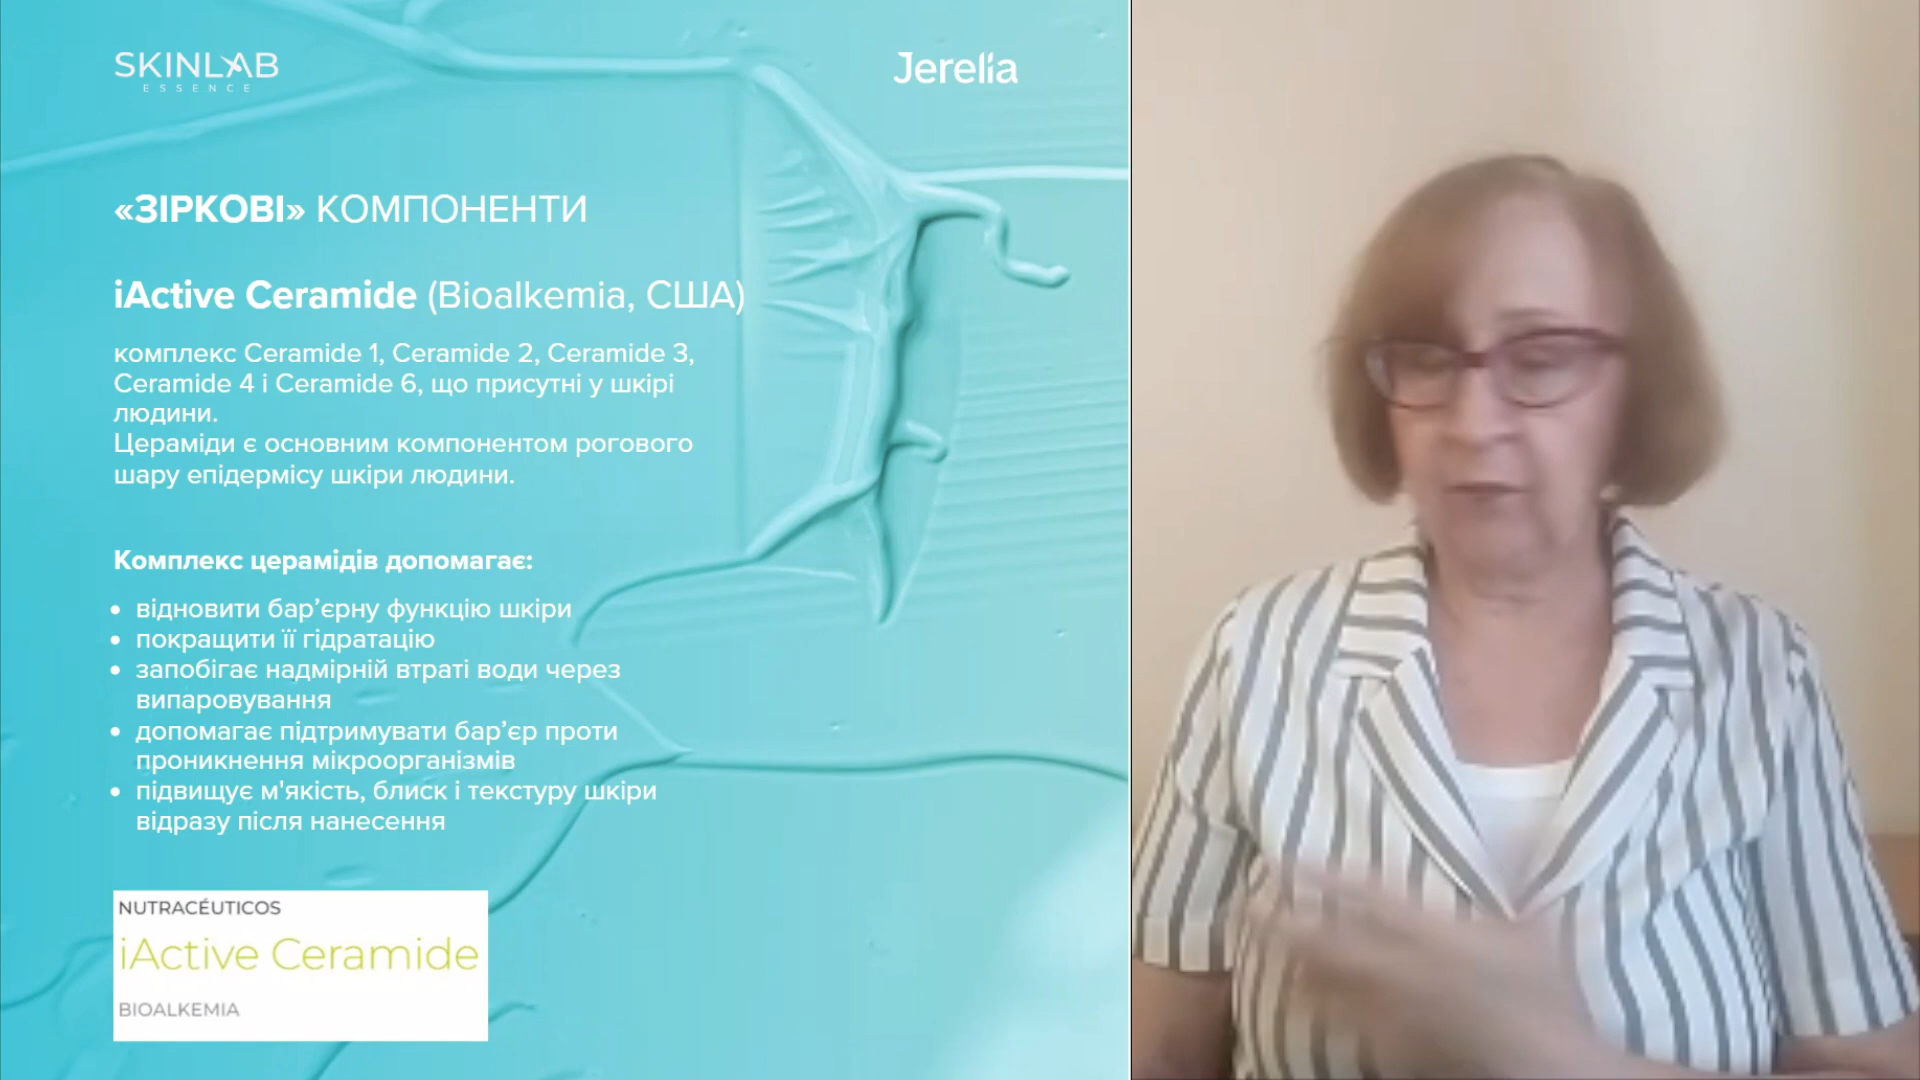 SKINLAB
ESSENCE
Jerelia
«ЗІРКОВІ» КОМПОНЕНТИ
iActive Ceramide (Bioalkemia, США)
комплекс Ceramide 1, Ceramide 2, Ceramide 3,
Ceramide 4 і Ceramide 6, що присутні у шкірі
людини.
Цераміди є основним компонентом рогового
шару епідермісу шкіри людини.
Комплекс церамідів допомагає:
• відновити бар’єрну функцію шкіри
• покращити її гідратацію
• запобігає надмірній втраті води через
випаровування
• допомагає підтримувати бар’єр проти
проникнення мікроорганізмів
• підвищує м'якість, блиск і текстуру шкіри
відразу після нанесення
NUTRACÉUTICOS
iActive Ceramide
BIOALKEMIA